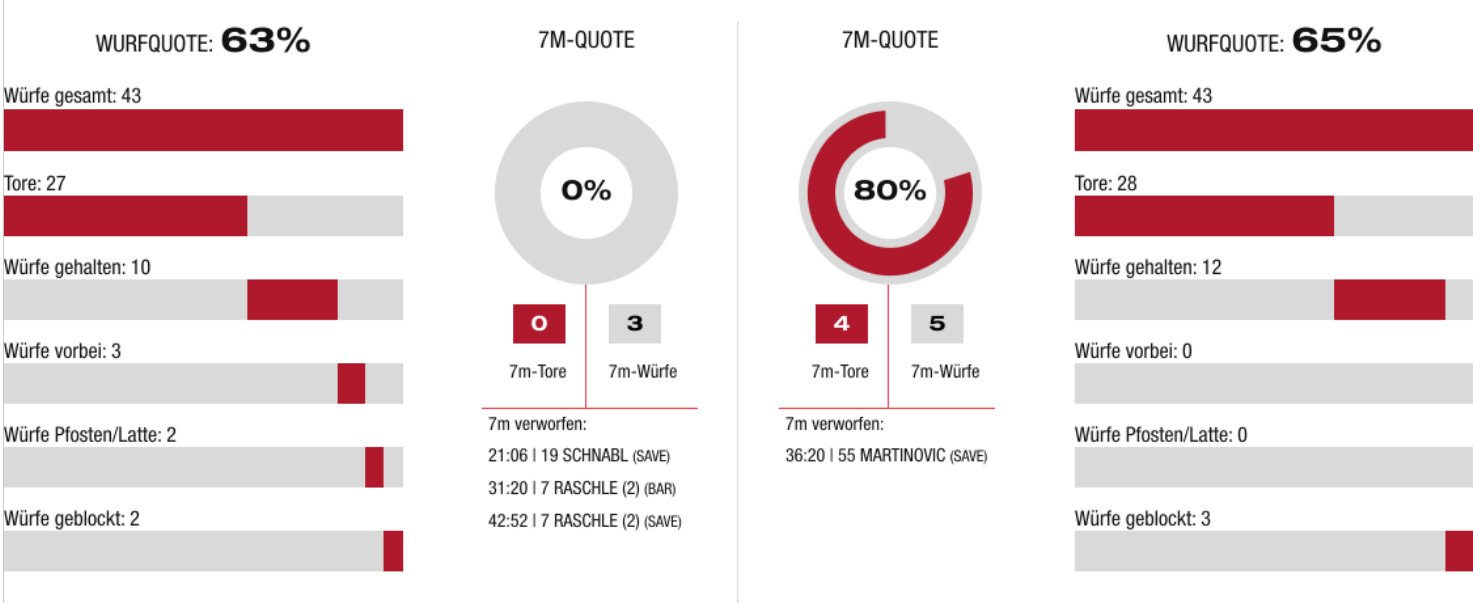 WURFQUOTE: 63%
Würfe gesamt: 43
Tore: 27
Würfe gehalten: 10
Würfe vorbei: 3
Würfe Pfosten/Latte: 2
Würfe geblockt: 2
7M-QUOTE
0%
0 3
7m-Tore 7m-Würfe
7m verworfen:
21:06 | 19 SCHNABL (SAVE)
31:20 | 7 RASCHLE (2) (BAR)
42:52 | 7 RASCHLE (2) (SAVE)
7M-QUOTE
80%
4 5
7m-Tore 7m-Würfe
7m verworfen:
36:20 | 55 MARTINOVIC (SAVE)
WURFQUOTE: 65%
Würfe gesamt: 43
Tore: 28
Würfe gehalten: 12
Würfe vorbei: 0
Würfe Pfosten/Latte: 0
Würfe geblockt: 3